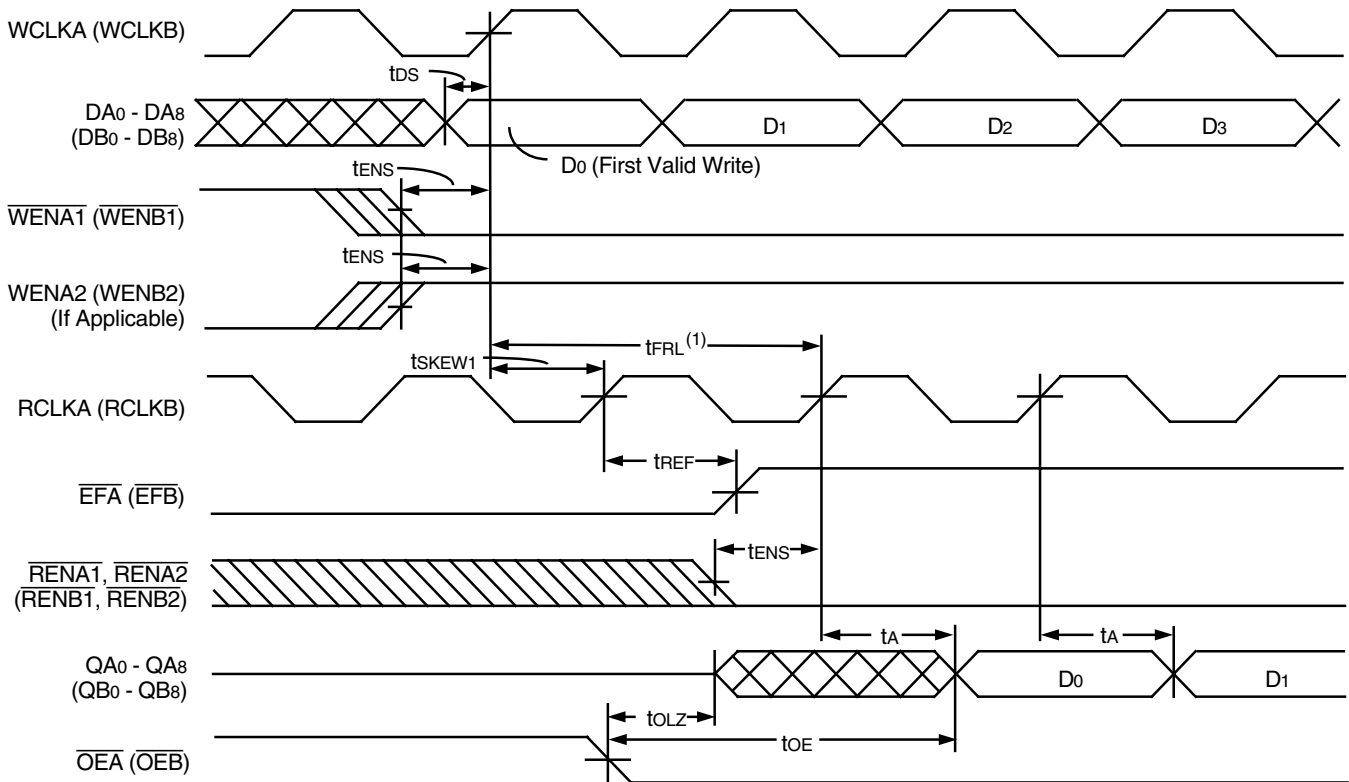 WCLKA (WCLKB)
tDS
DA0 - DA8
(DB0 - DB8)
D1
D2
D3
D0 (First Valid Write)
tENS
WENA1 (WENB1)
tENS
WENA2 (WENB2)
(If Applicable)
tFRL(1)
tSKEW1
RCLKA (RCLKB)
tREF
EFA (EFB)
tENS
RENA1, RENA2
(RENB1, RENB2)
tA
tA
QA0 - QA8
(QB0 - QB8)
D0
D1
tOLZ
tOE
OEA (OEB)